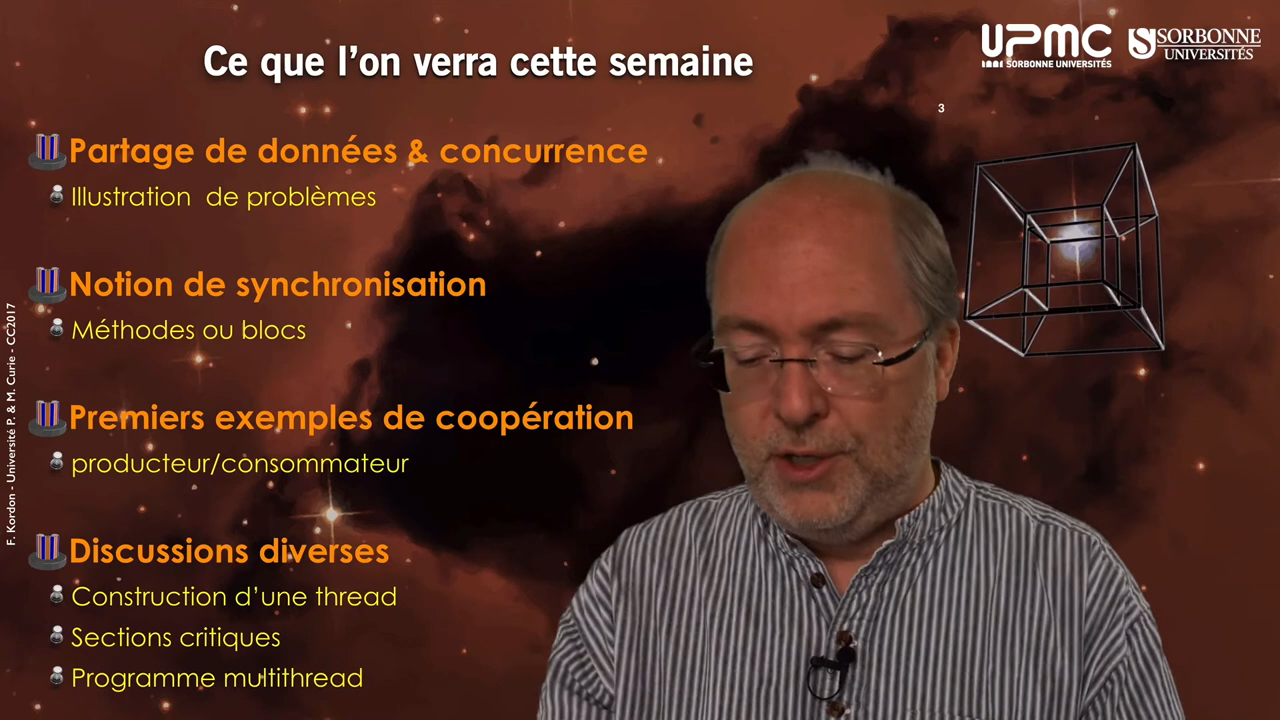 Ce que l'on verra cette semaine
UPMC
SORBONNE UNIVERSITÉS
SORBONNE
UNIVERSITÉS
3
Partage de données & concurrence
Illustration de problèmes
Notion de synchronisation
Méthodes ou blocs
Premiers exemples de coopération
producteur/consommateur
Discussions diverses
Construction d'une thread
Sections critiques
Programme multithread
F. Kordon - Université P. & M. Curie - CC2017